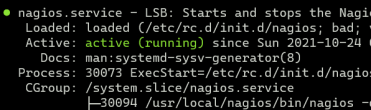 ● nagios.service - LSB: Starts and stops the Nagi
Loaded: loaded (/etc/rc.d/init.d/nagios; bad; v
Active: active (running) since Sun 2021-10-24 0
Docs: man:systemd-sysv-generator(8)
Process: 30073 ExecStart=/etc/rc.d/init.d/nagios
CGroup: /system.slice/nagios.service
├─30094 /usr/local/nagios/bin/nagios -